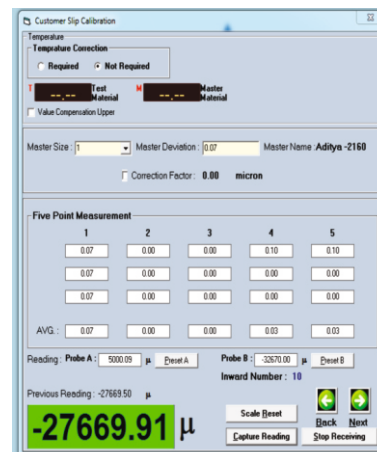 Customer Slip Calibration
Temperature
Temprature Correction
Required Not Required
T --.-- Test Material M --.-- Master Material
Value Compensation Upper
Master Size : 1 Master Deviation : 0.07 Master Name : Aditya -2160
Correction Factor : 0.00 micron
Five Point Measurement
1 2 3 4 5
0.07 0.00 0.00 0.10 0.10
0.07 0.00 0.00 0.00 0.00
0.07 0.00 0.00 0.00 0.00
AVG. : 0.07 0.00 0.00 0.03 0.03
Reading : Probe A : 5000.09 μ Preset A Probe B : -32670.00 μ Preset B
Inward Number : 10
Previous Reading : -27669.50 μ
-27669.91 μ
Scale Reset Back Next
Capture Reading Stop Receiving